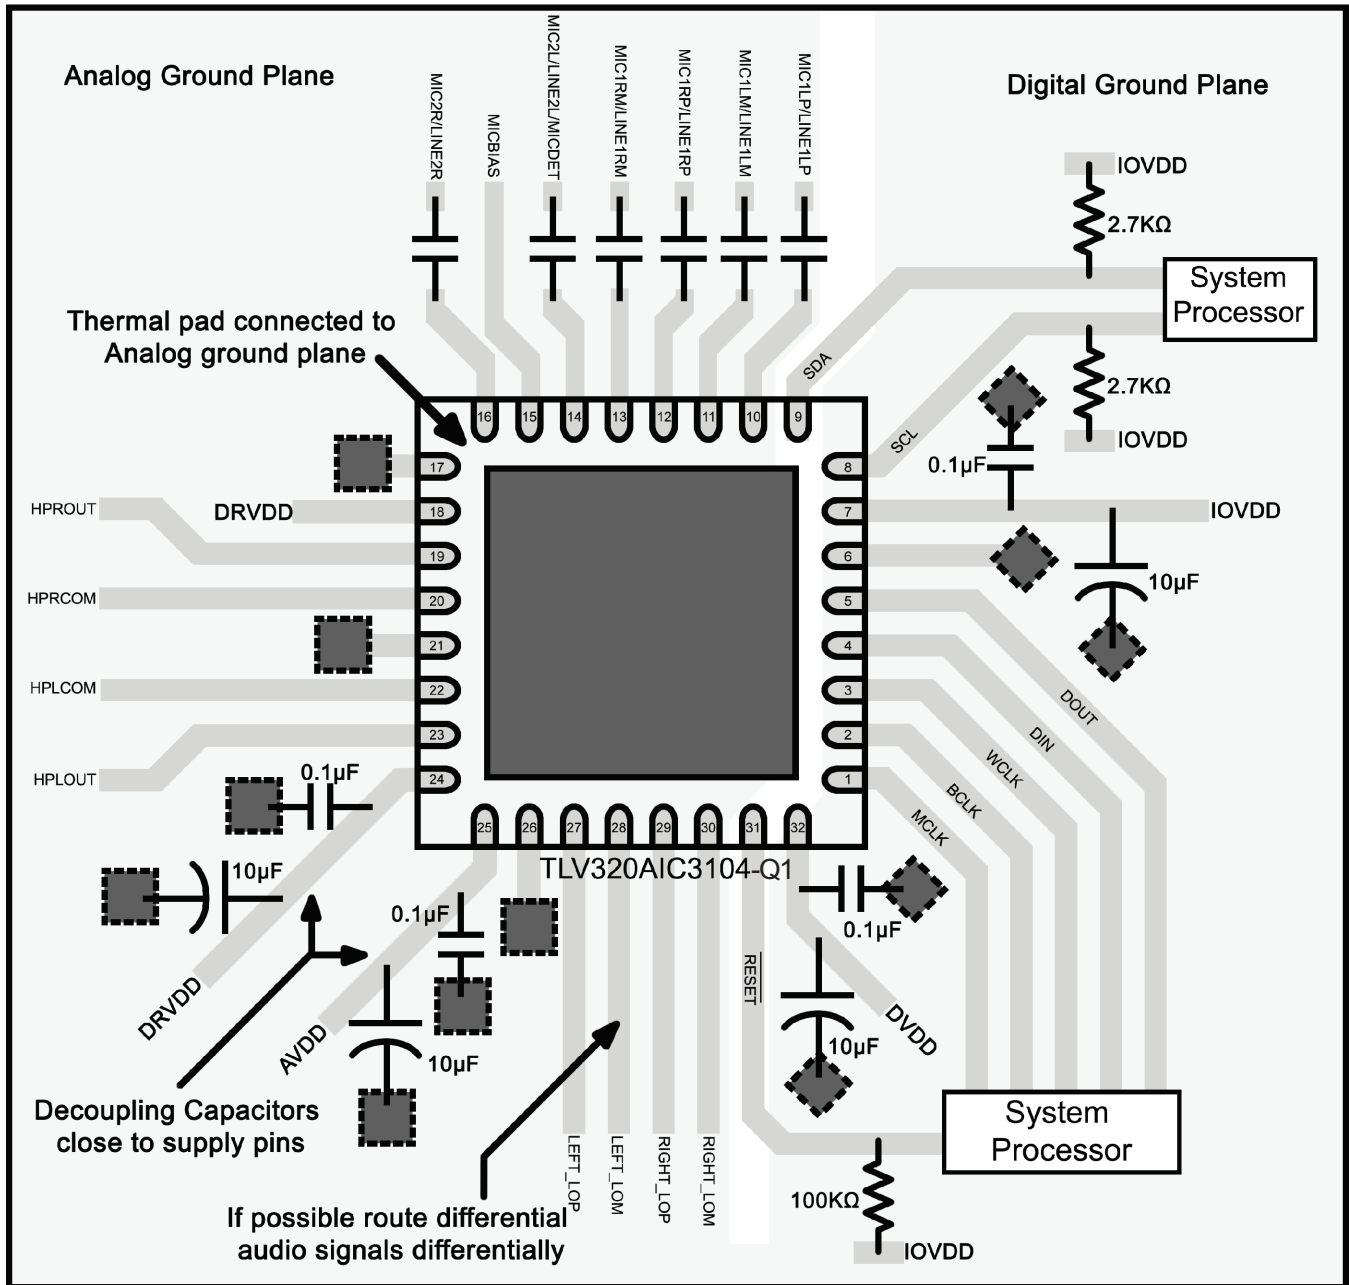 Analog Ground Plane
Digital Ground Plane
MIC2R/LINE2R
MICBIAS
MIC2L/LINE2L/MICDET
MIC1RM/LINE1RM
MIC1RP/LINE1RP
MIC1LM/LINE1LM
MIC1LP/LINE1LP
IOVDD
2.7KΩ
System
Processor
2.7KΩ
IOVDD
Thermal pad connected to
Analog ground plane
SDA
SCL
0.1µF
16
15
14
13
12
11
10
9
17
18
19
20
21
22
23
24
8
7
6
5
4
3
2
1
HPROUT
DRVDD
HPRCOM
HPLCOM
HPLOUT
IOVDD
10µF
DOUT
DIN
WCLK
BCLK
MCLK
0.1µF
10µF
25
26
27
28
29
30
31
32
TLV320AIC3104-Q1
0.1µF
0.1µF
RESET
DRVDD
AVDD
10µF
10µF
DVDD
Decoupling Capacitors
close to supply pins
System
Processor
LEFT_LOP
LEFT_LOM
RIGHT_LOP
RIGHT_LOM
100KΩ
IOVDD
If possible route differential
audio signals differentially